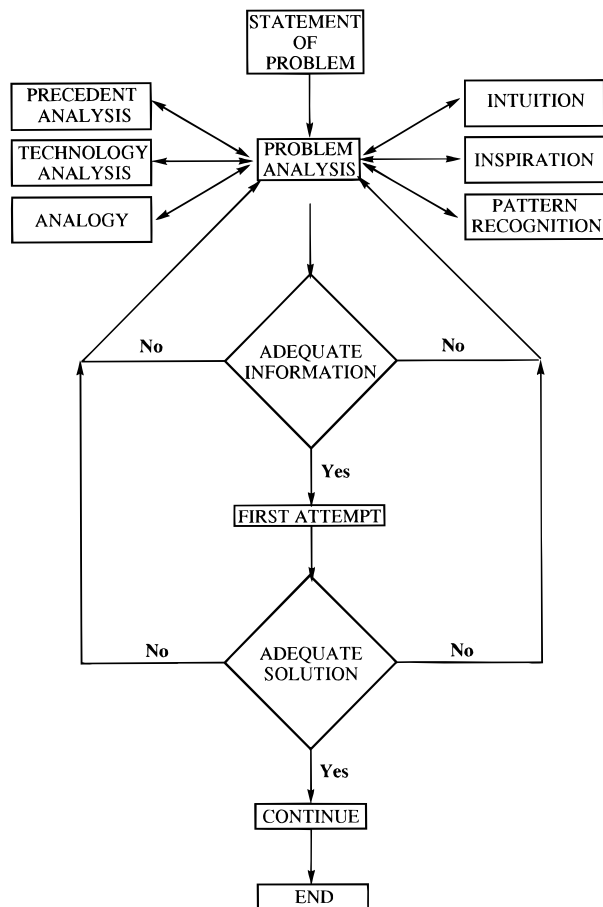 STATEMENT
OF
PROBLEM
PRECEDENT
ANALYSIS
INTUITION
TECHNOLOGY
ANALYSIS
PROBLEM
ANALYSIS
INSPIRATION
ANALOGY
PATTERN
RECOGNITION
No
ADEQUATE
INFORMATION
No
Yes
FIRST ATTEMPT
No
ADEQUATE
SOLUTION
No
Yes
CONTINUE
END